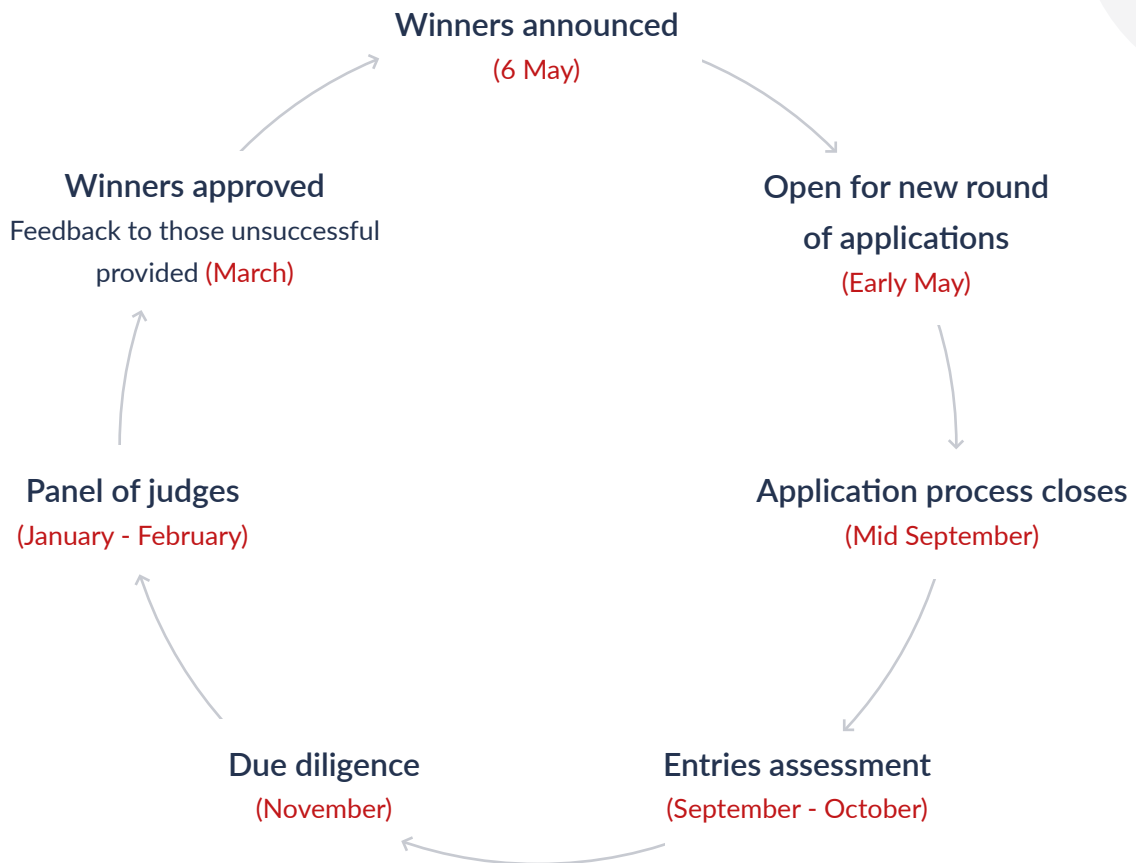 Winners announced
(6 May)
Open for new round
of applications
(Early May)
Application process closes
(Mid September)
Entries assessment
(September - October)
Due diligence
(November)
Panel of judges
(January - February)
Winners approved
Feedback to those unsuccessful
provided (March)